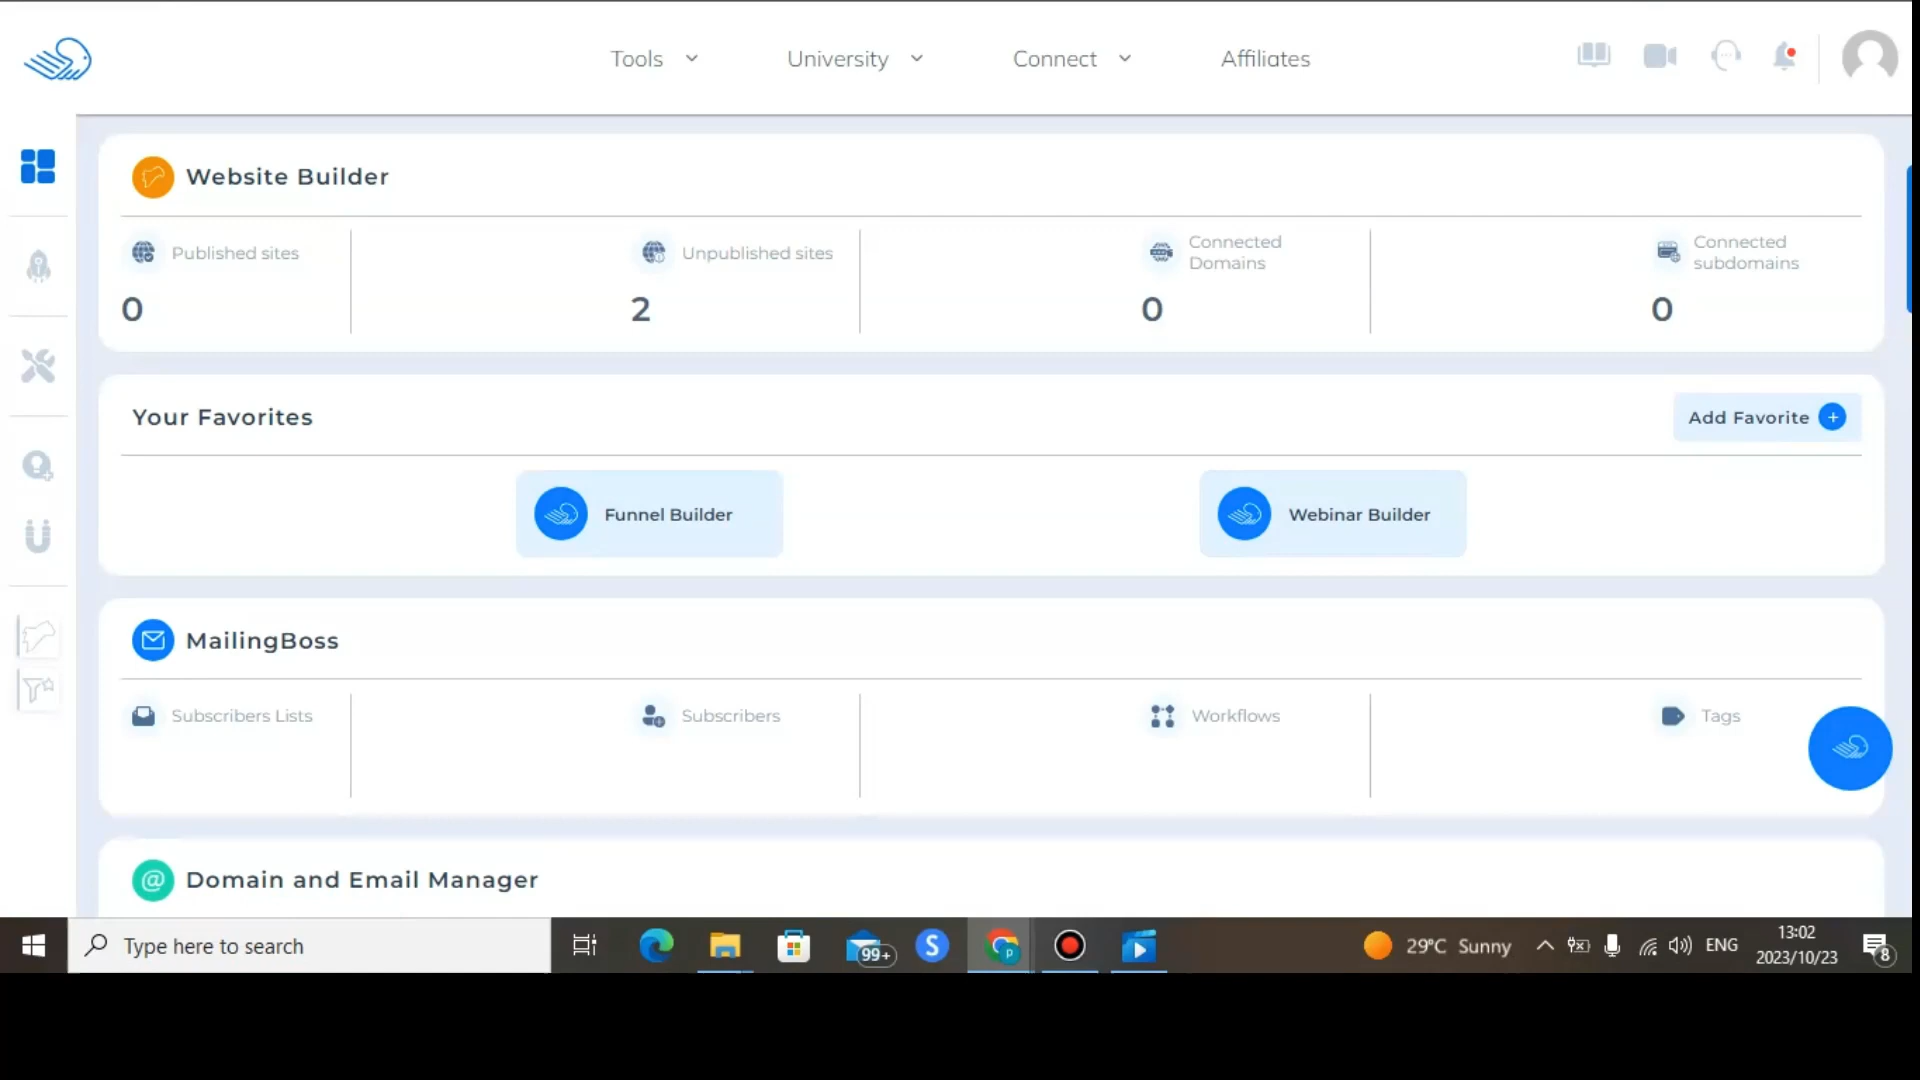 Tools University Connect Affiliates
Website Builder
Published sites
0
Unpublished sites
2
Connected
Domains
0
Connected
subdomains
0
Your Favorites
Add Favorite +
Funnel Builder
Webinar Builder
MailingBoss
Subscribers Lists
Subscribers
Workflows
Tags
@ Domain and Email Manager
Type here to search
99+
S
p
29°C Sunny
ENG
13:02
2023/10/23
8